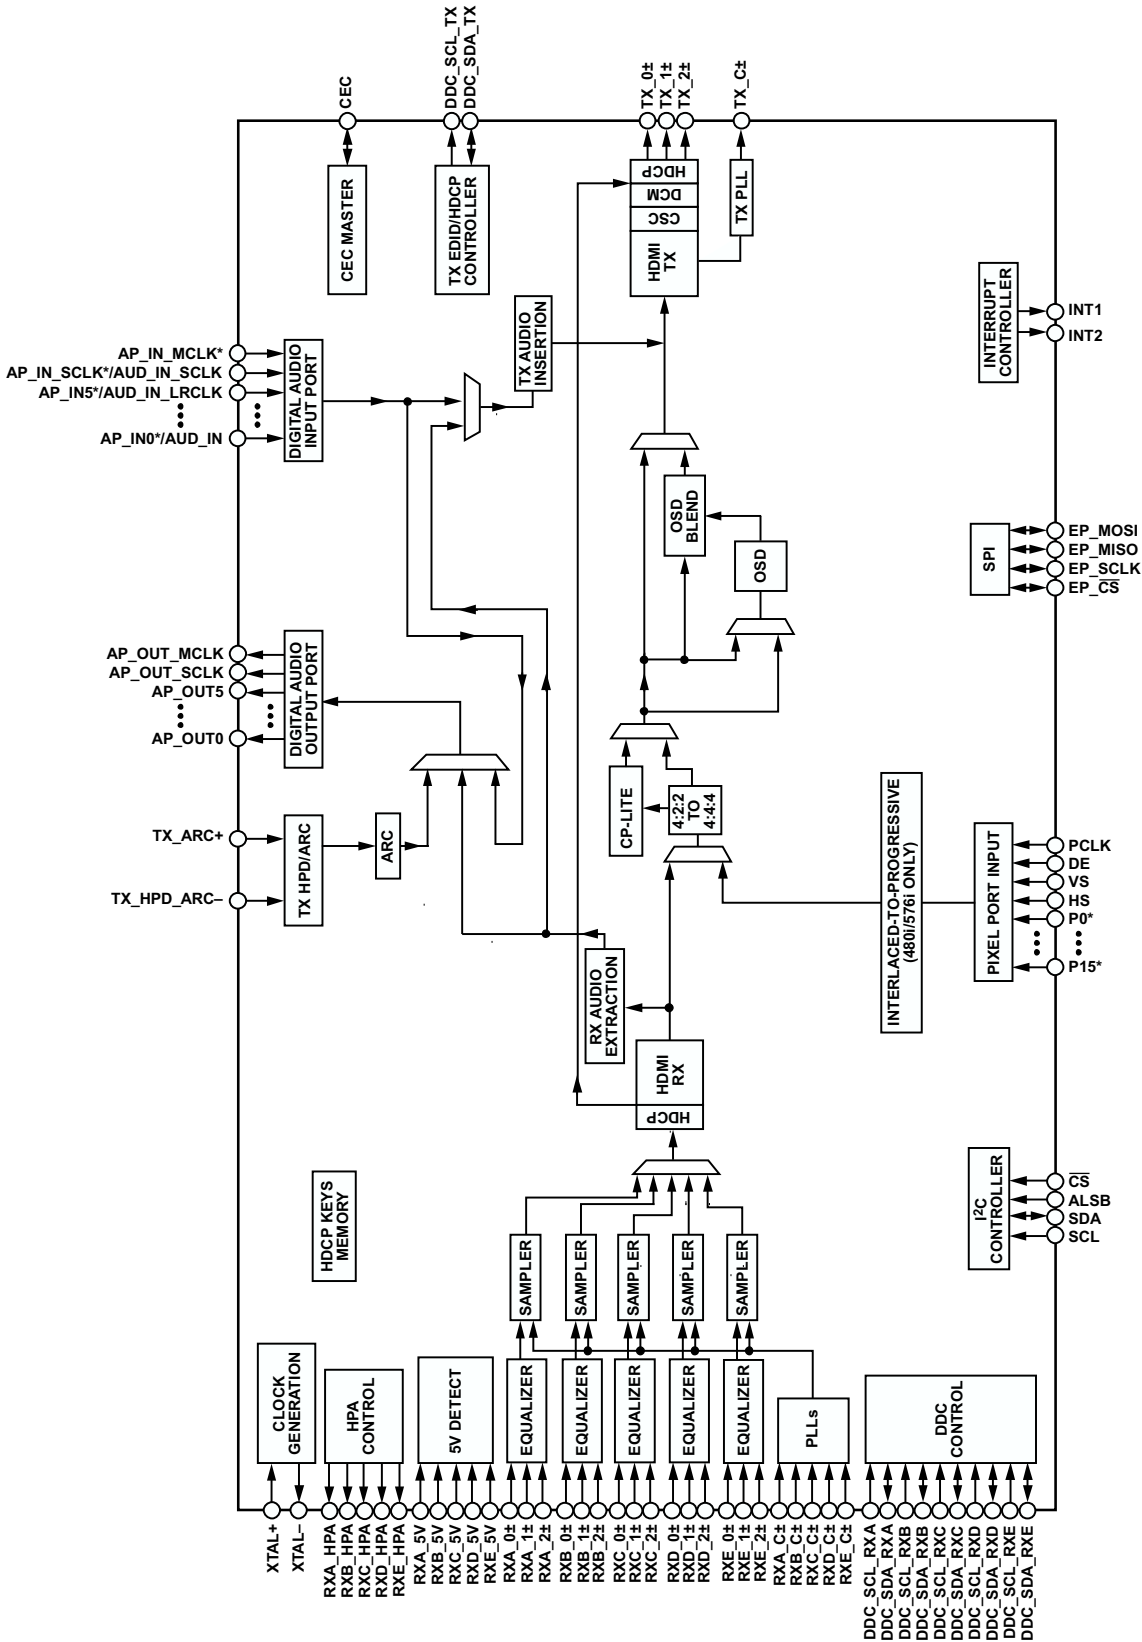 CEC
DDC_SCL_TX
DDC_SDA_TX
TX_0±
TX_1±
TX_2±
TX_C±
CEC MASTER
TX EDID/HDCP
CONTROLLER
HDCP
DCM
CSC
HDMI
TX
TX PLL
INTERRUPT
CONTROLLER
INT1
INT2
TX AUDIO
INSERTION
AP_IN_MCLK*
AP_IN_SCLK*/AUD_IN_SCLK
AP_IN5*/AUD_IN_LRCLK
AP_IN0*/AUD_IN
DIGITAL AUDIO
INPUT PORT
OSD
BLEND
OSD
SPI
EP_MOSI
EP_MISO
EP_SCLK
EP_C̅S̅
AP_OUT_MCLK
AP_OUT_SCLK
AP_OUT5
AP_OUT0
DIGITAL AUDIO
OUTPUT PORT
CP-LITE
4:2:2
TO
4:4:4
TX_ARC+
TX_HPD_ARC–
TX HPD/ARC
ARC
INTERLACED-TO-PROGRESSIVE
(480i/576i ONLY)
PIXEL PORT INPUT
PCLK
DE
VS
HS
P0*
P15*
RX AUDIO
EXTRACTION
HDMI
RX
HDCP
HDCP KEYS
MEMORY
I²C
CONTROLLER
C̅S̅
ALSB
SDA
SCL
SAMPLER
SAMPLER
SAMPLER
SAMPLER
SAMPLER
CLOCK
GENERATION
HPA
CONTROL
5V DETECT
EQUALIZER
EQUALIZER
EQUALIZER
EQUALIZER
EQUALIZER
PLLs
DDC
CONTROL
XTAL+
XTAL–
RXA_HPA
RXB_HPA
RXC_HPA
RXD_HPA
RXE_HPA
RXA_5V
RXB_5V
RXC_5V
RXD_5V
RXE_5V
RXA_0±
RXA_1±
RXA_2±
RXB_0±
RXB_1±
RXB_2±
RXC_0±
RXC_1±
RXC_2±
RXD_0±
RXD_1±
RXD_2±
RXE_0±
RXE_1±
RXE_2±
RXA_C±
RXB_C±
RXC_C±
RXD_C±
RXE_C±
DDC_SCL_RXA
DDC_SDA_RXA
DDC_SCL_RXB
DDC_SDA_RXB
DDC_SCL_RXC
DDC_SDA_RXC
DDC_SCL_RXD
DDC_SDA_RXD
DDC_SCL_RXE
DDC_SDA_RXE